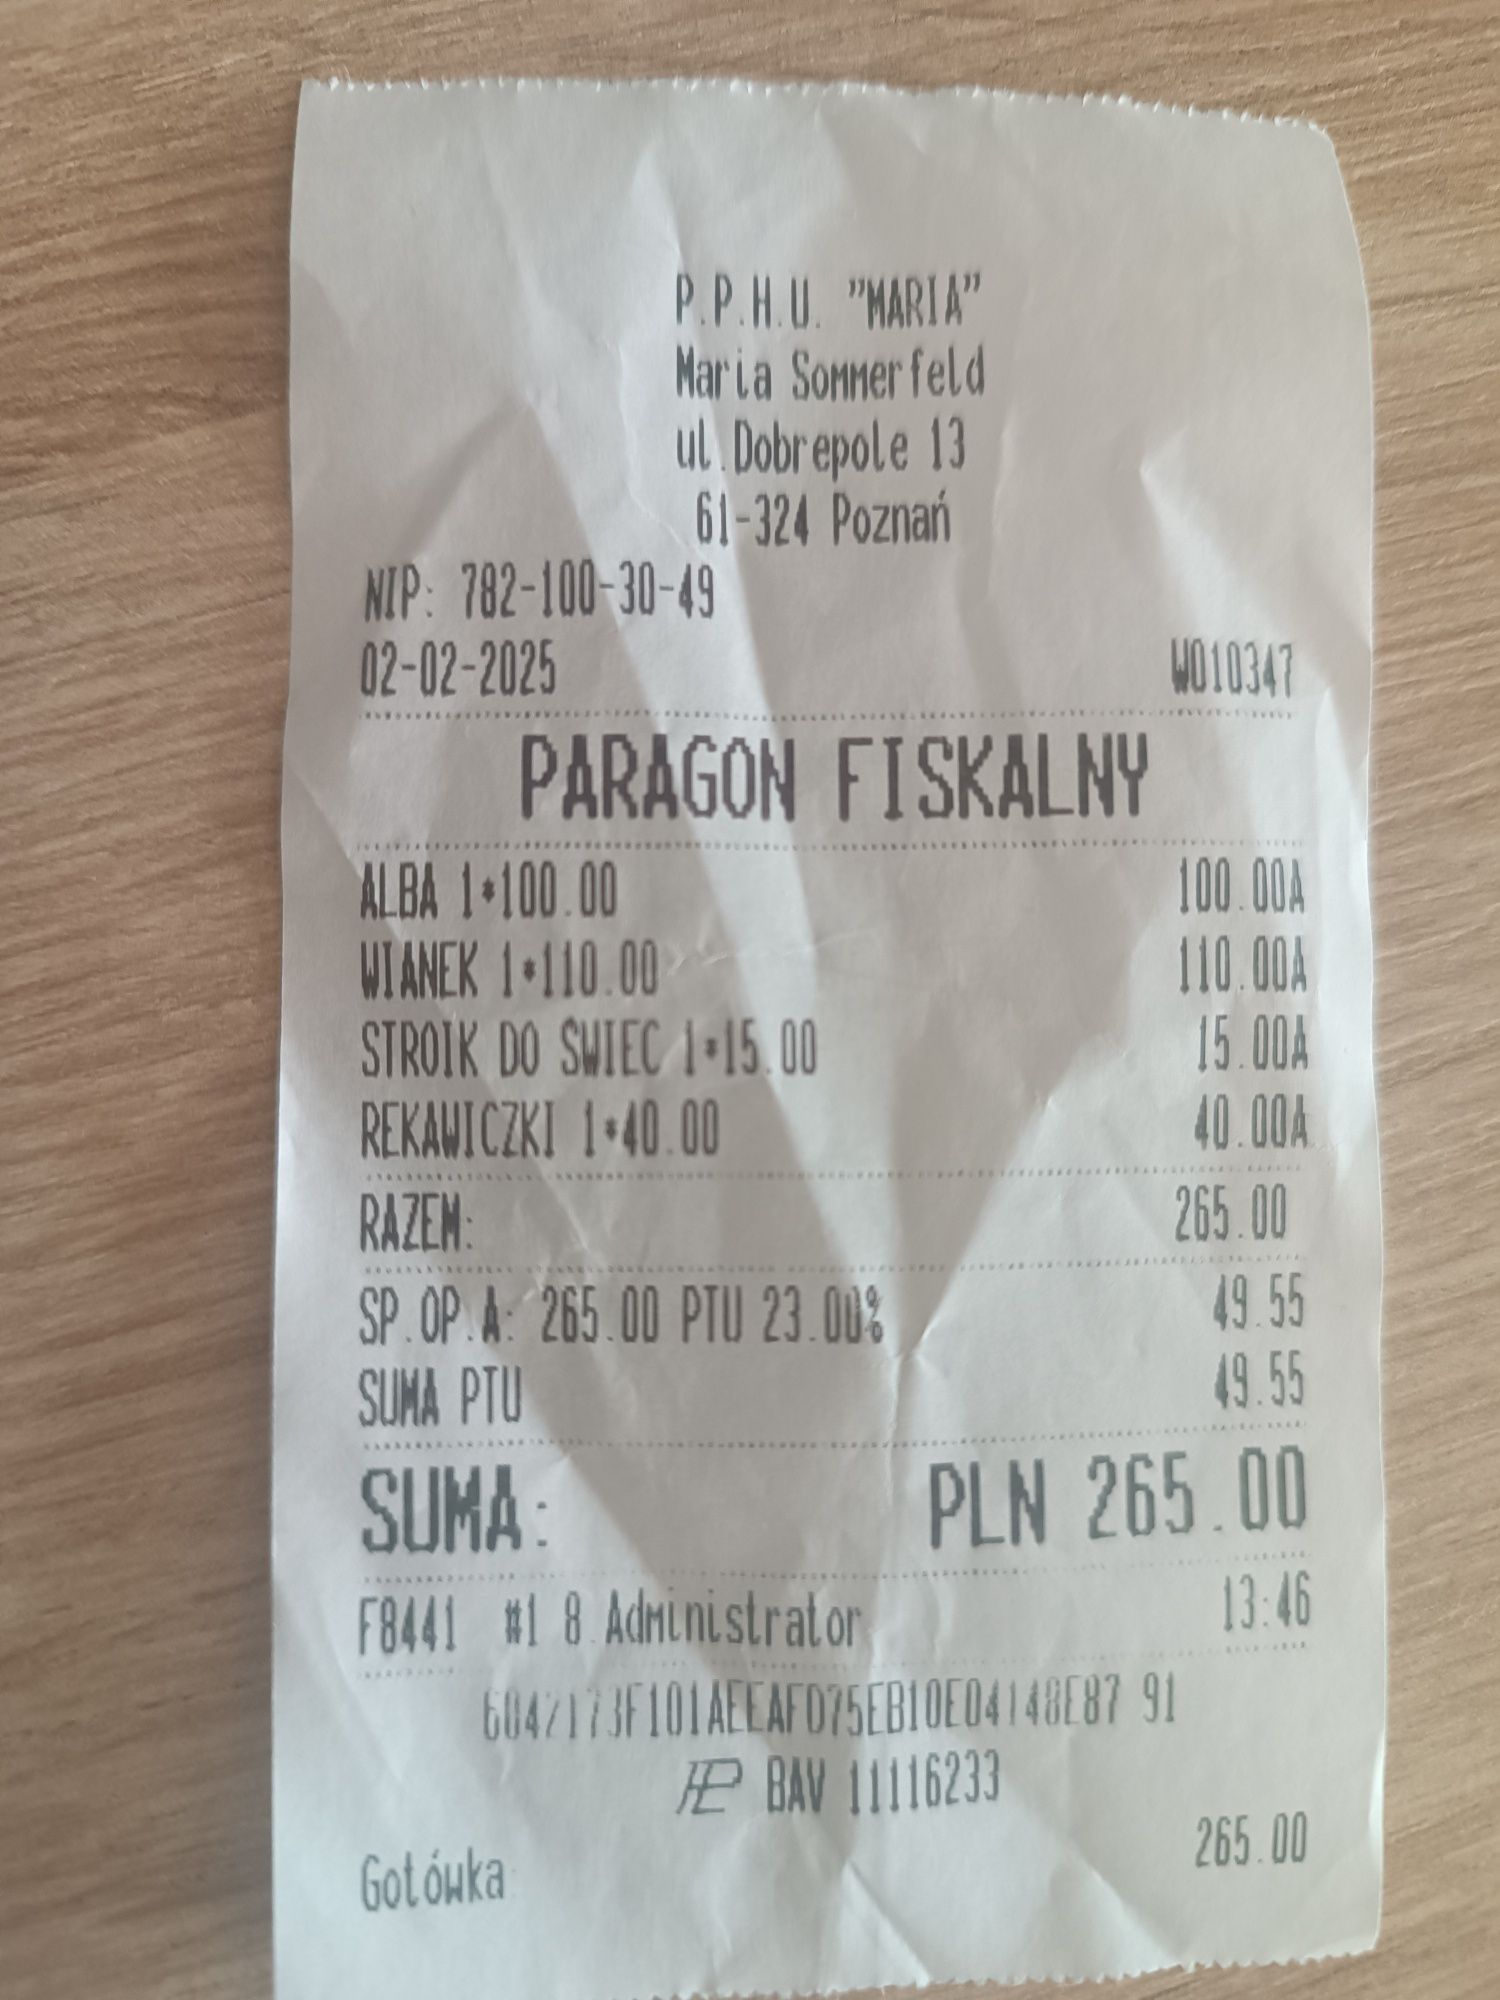 P.P.H.U. "MARIA"
Maria Sommerfeld
ul.Dobrepole 13
61-324 Poznań
NIP: 782-100-30-49
02-02-2025 W010347
PARAGON FISKALNY
ALBA 1*100.00 100.00A
WIANEK 1*110.00 110.00A
STROIK DO ŚWIEC 1*15.00 15.00A
REKAWICZKI 1*40.00 40.00A
RAZEM: 265.00
SP.OP.A: 265.00 PTU 23.00% 49.55
SUMA PTU 49.55
SUMA: PLN 265.00
F8441 #1 8 Administrator 13:46
6042173F101AEEAFD75EB10E04148E87 91
BAV 11116233
Gotówka 265.00